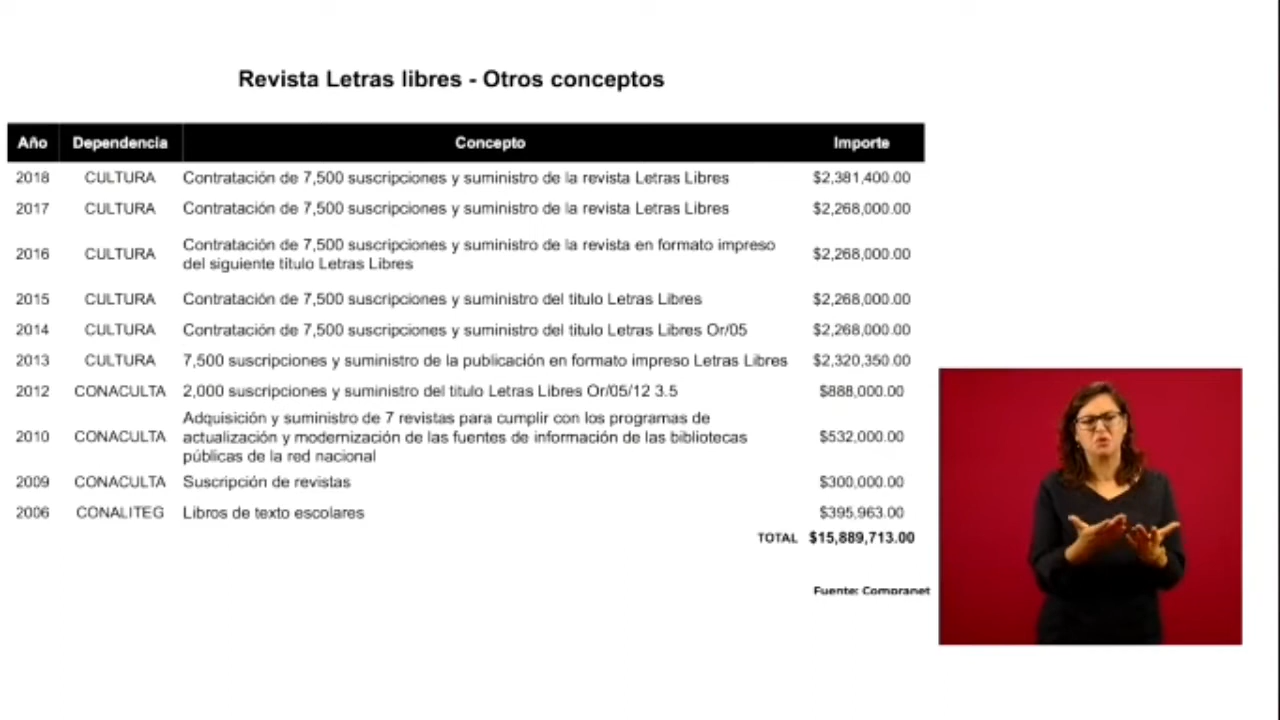 Revista Letras libres - Otros conceptos
Año Dependencia Concepto Importe
2018 CULTURA Contratación de 7,500 suscripciones y suministro de la revista Letras Libres $2,381,400.00
2017 CULTURA Contratación de 7,500 suscripciones y suministro de la revista Letras Libres $2,268,000.00
2016 CULTURA Contratación de 7,500 suscripciones y suministro de la revista en formato impreso
del siguiente título Letras Libres $2,268,000.00
2015 CULTURA Contratación de 7,500 suscripciones y suministro del titulo Letras Libres $2,268,000.00
2014 CULTURA Contratación de 7,500 suscripciones y suministro del titulo Letras Libres Or/05 $2,268,000.00
2013 CULTURA 7,500 suscripciones y suministro de la publicación en formato impreso Letras Libres $2,320,350.00
2012 CONACULTA 2,000 suscripciones y suministro del titulo Letras Libres Or/05/12 3.5 $888,000.00
Adquisición y suministro de 7 revistas para cumplir con los programas de
2010 CONACULTA actualización y modernización de las fuentes de información de las bibliotecas $532,000.00
públicas de la red nacional
2009 CONACULTA Suscripción de revistas $300,000.00
2006 CONALITEG Libros de texto escolares $395,963.00
TOTAL $15,889,713.00
Fuente: Compranet